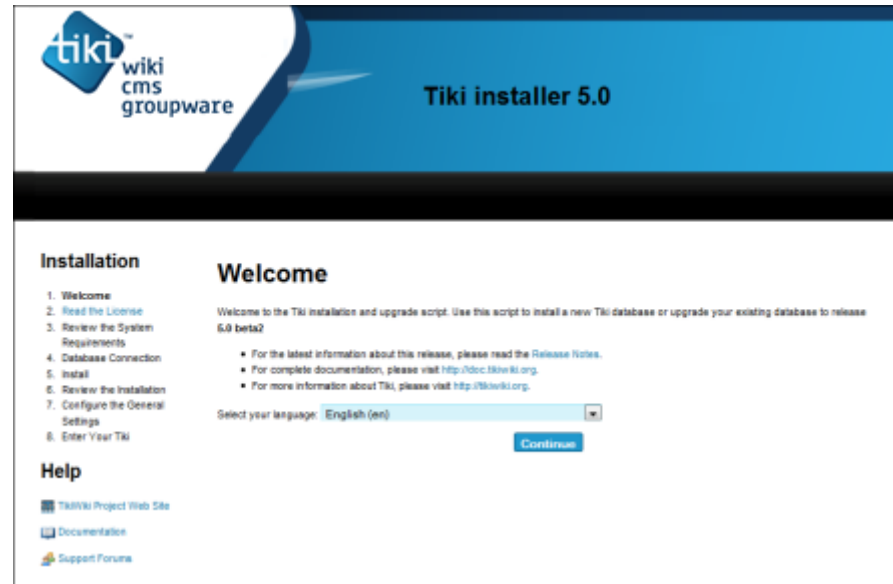 tiki™
wiki
cms
groupware
Tiki installer 5.0
Installation
1. Welcome
2. Read the License
3. Review the System
Requirements
4. Database Connection
5. Install
6. Review the Installation
7. Configure the General
Settings
8. Enter Your Tiki
Help
TikiWiki Project Web Site
Documentation
Support Forums
Welcome
Welcome to the Tiki installation and upgrade script. Use this script to install a new Tiki database or upgrade your existing database to release
5.0 beta2
• For the latest information about this release, please read the Release Notes.
• For complete documentation, please visit http://doc.tikiwiki.org.
• For more information about Tiki, please visit http://tikiwiki.org.
Select your language: English (en)
Continue